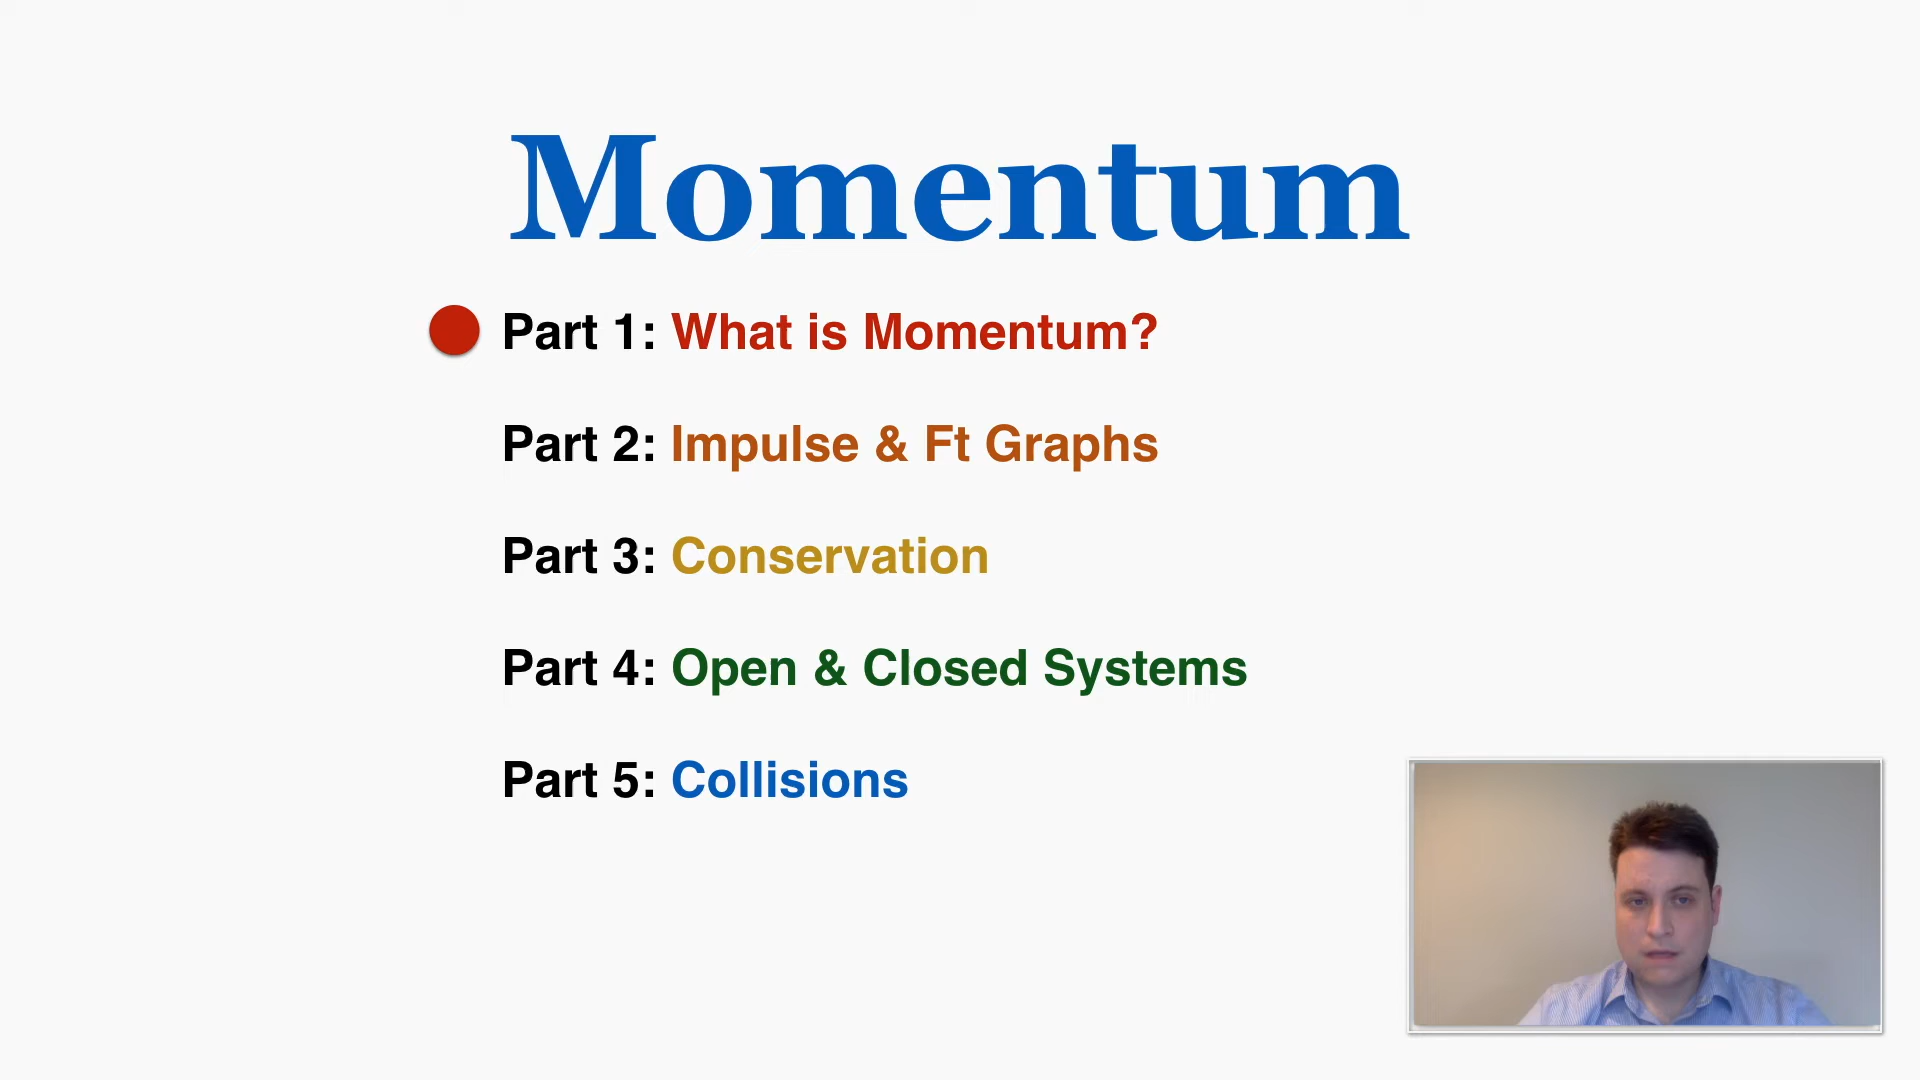 Momentum
Part 1: What is Momentum?
Part 2: Impulse & Ft Graphs
Part 3: Conservation
Part 4: Open & Closed Systems
Part 5: Collisions